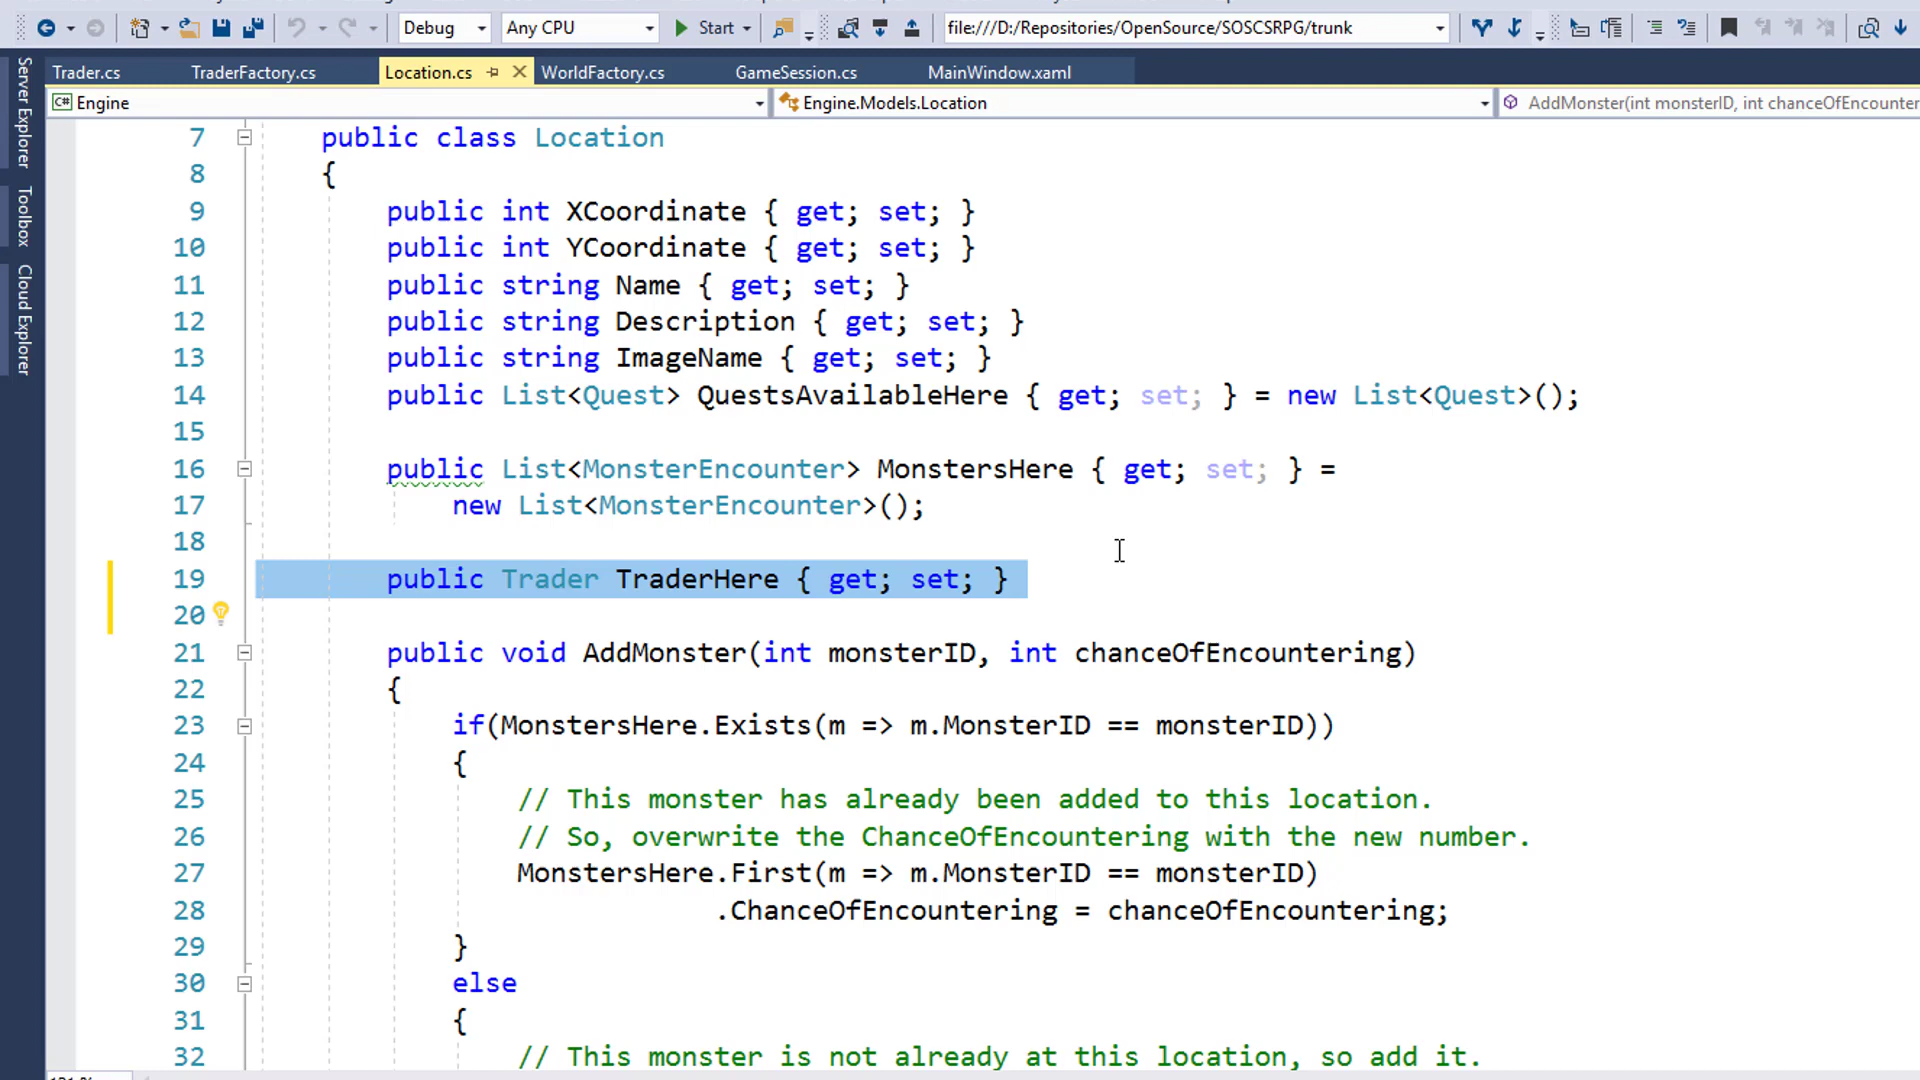 Debug Any CPU Start file:///D:/Repositories/OpenSource/SOSCSRPG/trunk
Trader.cs TraderFactory.cs Location.cs WorldFactory.cs GameSession.cs MainWindow.xaml
C# Engine Engine.Models.Location AddMonster(int monsterID, int chanceOfEncounter
Server Explorer
Toolbox
Cloud Explorer
7 public class Location
8 {
9 public int XCoordinate { get; set; }
10 public int YCoordinate { get; set; }
11 public string Name { get; set; }
12 public string Description { get; set; }
13 public string ImageName { get; set; }
14 public List<Quest> QuestsAvailableHere { get; set; } = new List<Quest>();
15
16 public List<MonsterEncounter> MonstersHere { get; set; } =
17 new List<MonsterEncounter>();
18
19 public Trader TraderHere { get; set; }
20
21 public void AddMonster(int monsterID, int chanceOfEncountering)
22 {
23 if(MonstersHere.Exists(m => m.MonsterID == monsterID))
24 {
25 // This monster has already been added to this location.
26 // So, overwrite the ChanceOfEncountering with the new number.
27 MonstersHere.First(m => m.MonsterID == monsterID)
28 .ChanceOfEncountering = chanceOfEncountering;
29 }
30 else
31 {
32 // This monster is not already at this location, so add it.